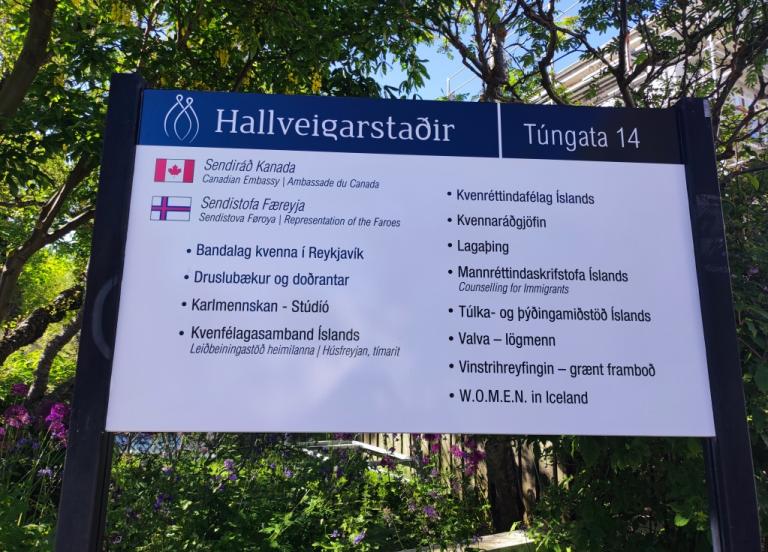 Hallveigarstaðir
Túngata 14
Sendiráð Kanada
Canadian Embassy | Ambassade du Canada
Sendistofa Færeyja
Sendistova Føroya | Representation of the Faroes
• Bandalag kvenna í Reykjavík
• Druslubækur og doðrantar
• Karlmennskan - Stúdíó
• Kvenfélagasamband Íslands
Leiðbeiningastöð heimilanna | Húsfreyjan, tímarit
• Kvenréttindafélag Íslands
• Kvennaráðgjöfin
• Lagaþing
• Mannréttindaskrifstofa Íslands
Counselling for Immigrants
• Túlka- og þýðingamiðstöð Íslands
• Valva – lögmenn
• Vinstrihreyfingin – grænt framboð
• W.O.M.E.N. in Iceland